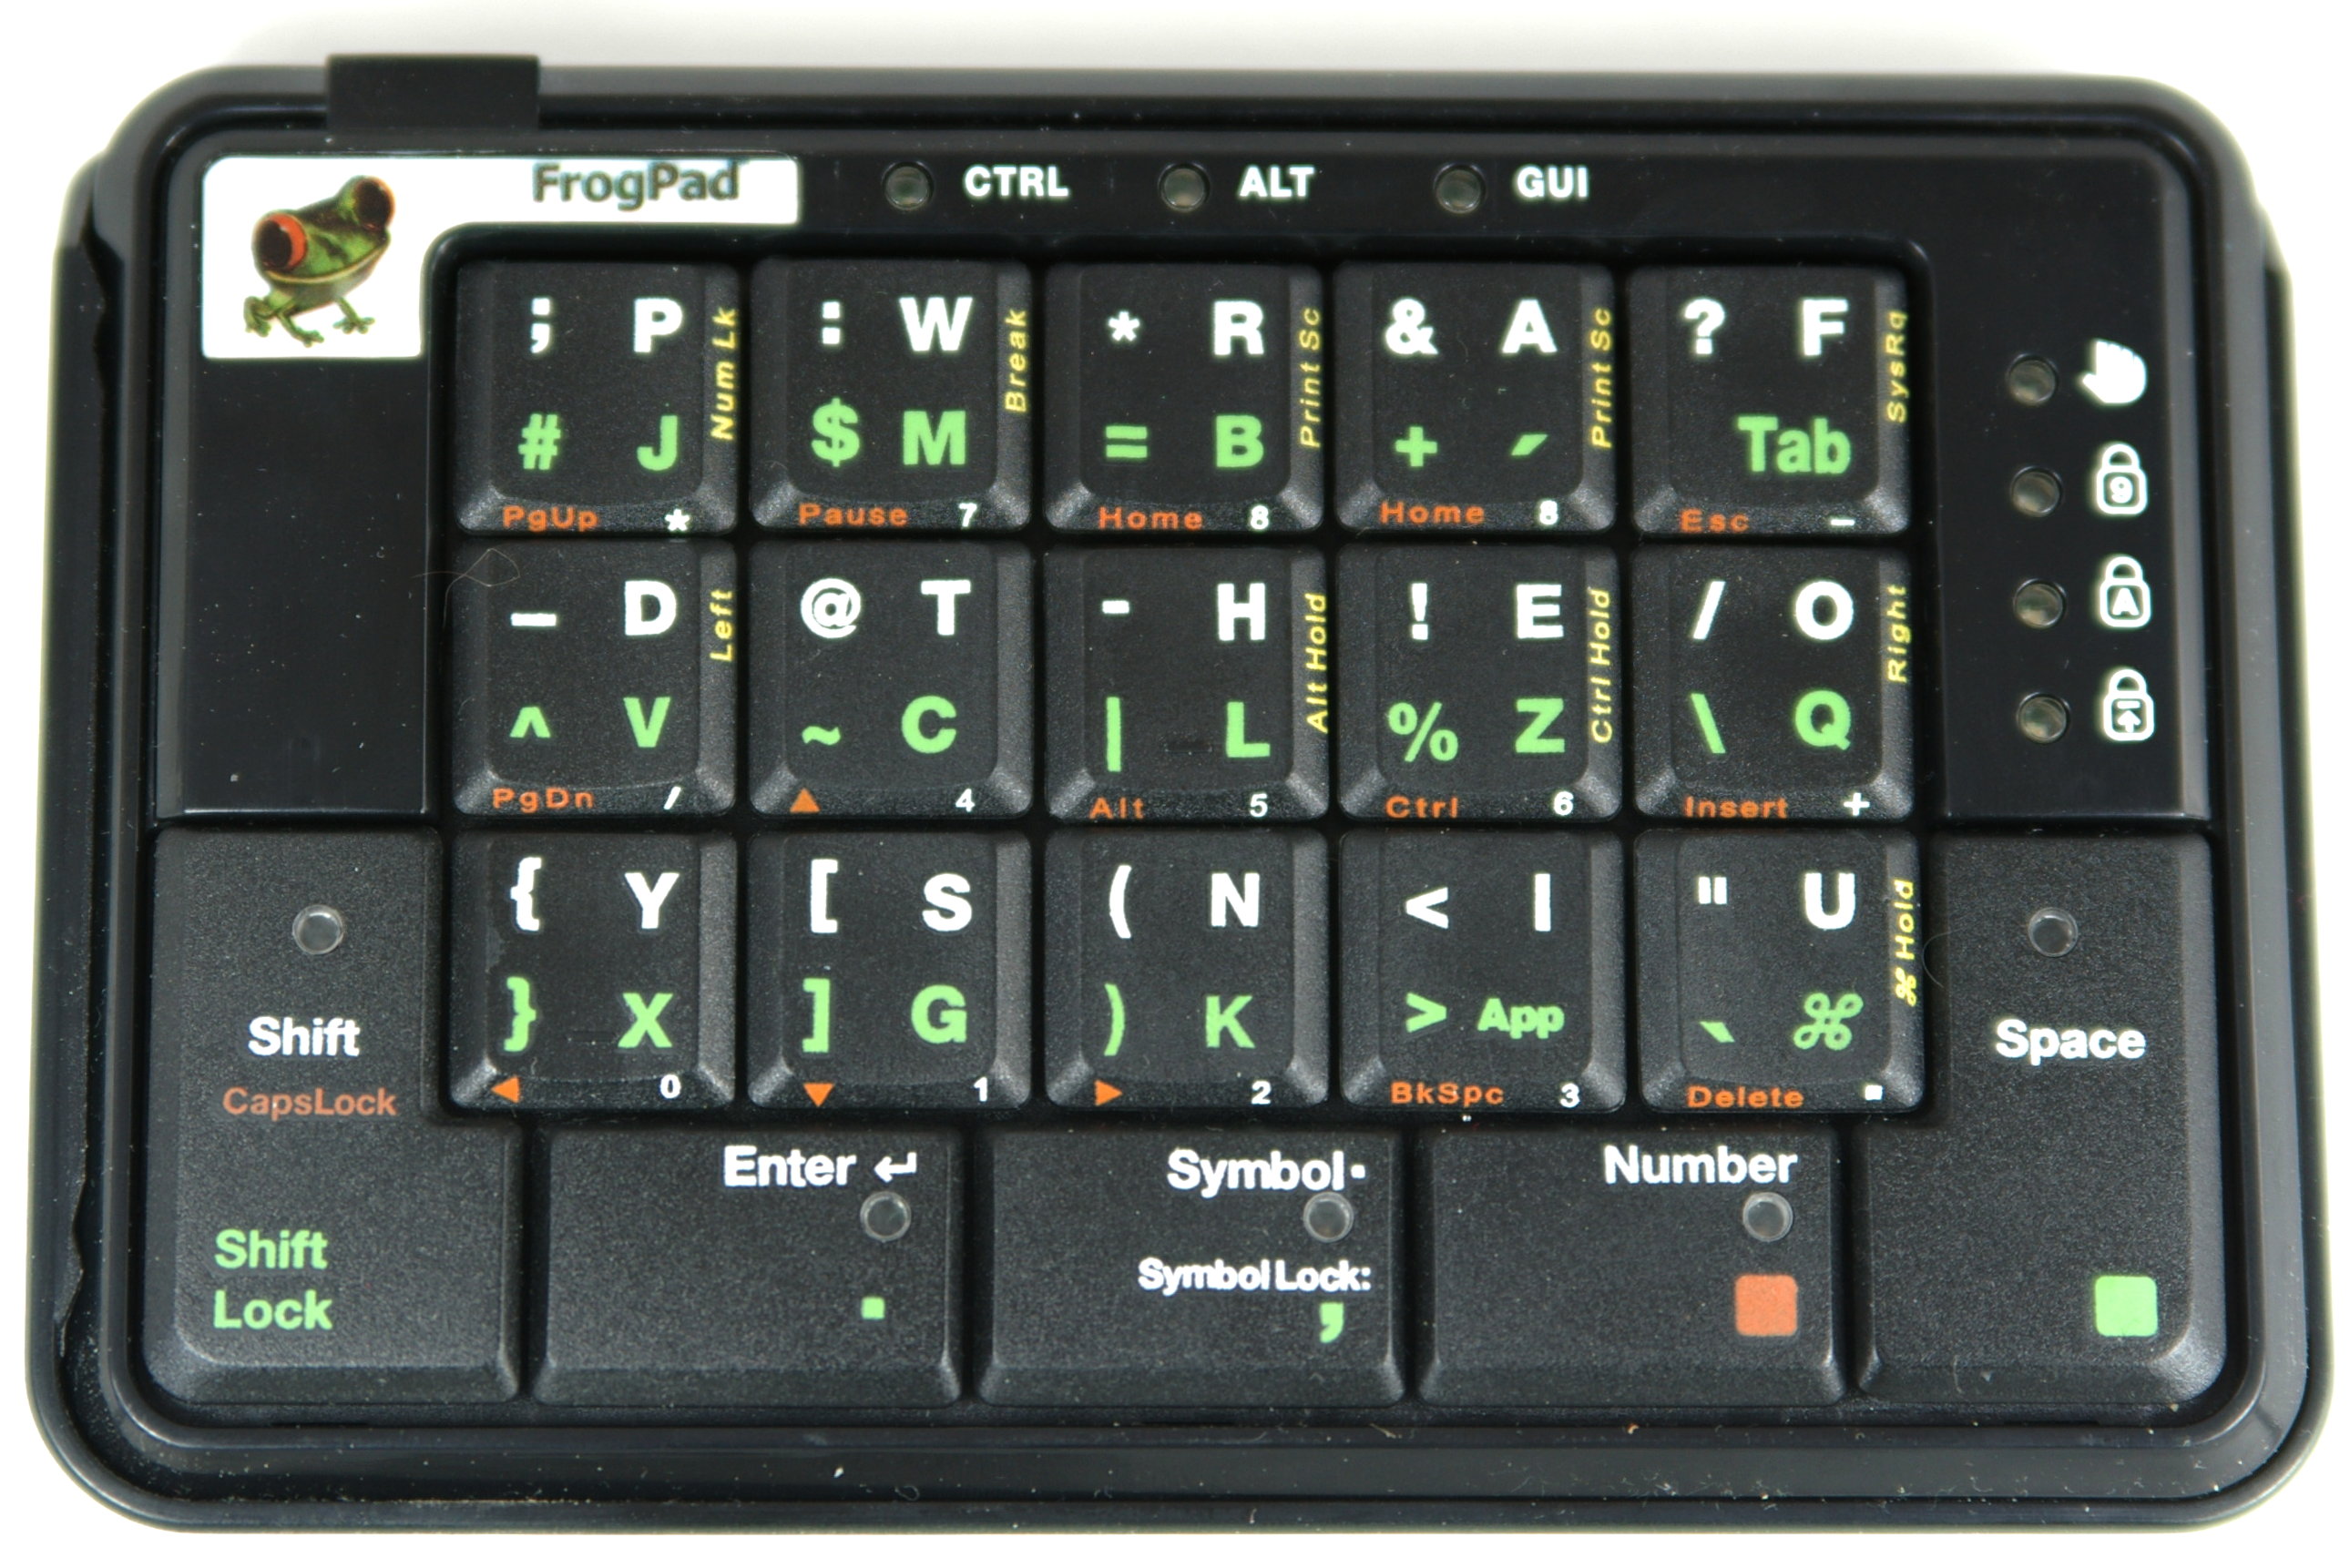 FrogPad
CTRL ALT GUI
; P : W * R & A ? F
# J $ M = B + ´ Tab
Num Lk Break Print Sc Print Sc SysRq
PgUp * Pause 7 Home 8 Home 8 Esc –
9
_ D @ T - H ! E / O
^ V ~ C | L % Z \ Q
Left Alt Hold Ctrl Hold Right
PgDn / ▲ 4 Alt 5 Ctrl 6 Insert +
A
{ Y [ S ( N < I " U
} X ] G ) K > App ` ⌘
⌘ Hold
◀ 0 ▼ 1 ▶ 2 BkSpc 3 Delete .
Shift
CapsLock
Shift
Lock
Enter ↵
.
Symbol·
Symbol Lock:
,
Number
Space